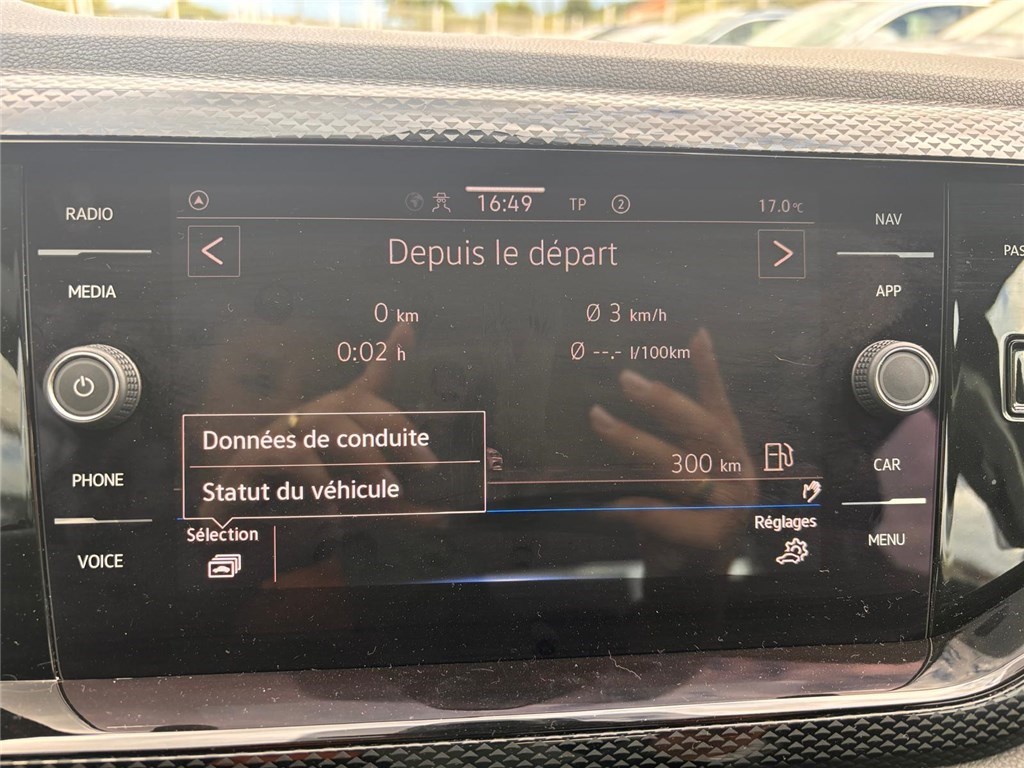 RADIO
MEDIA
PHONE
VOICE
16:49 TP 2 17.0°C
Depuis le départ
0 km Ø 3 km/h
0:02 h Ø --.- l/100km
Données de conduite
Statut du véhicule
300 km
Sélection
Réglages
NAV
APP
CAR
MENU
PAS